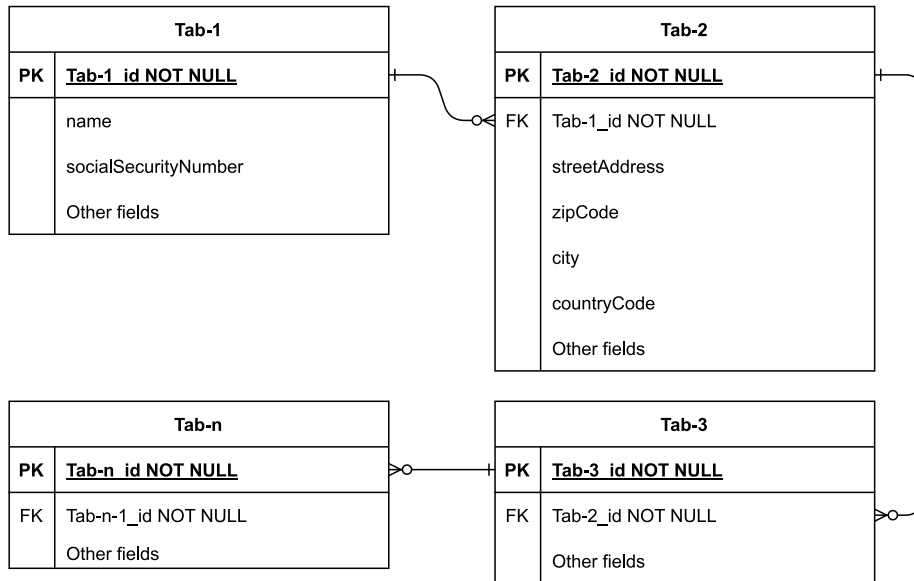 Tab-1
PK Tab-1_id NOT NULL
name
socialSecurityNumber
Other fields
Tab-2
PK Tab-2_id NOT NULL
FK Tab-1_id NOT NULL
streetAddress
zipCode
city
countryCode
Other fields
Tab-n
PK Tab-n_id NOT NULL
FK Tab-n-1_id NOT NULL
Other fields
Tab-3
PK Tab-3_id NOT NULL
FK Tab-2_id NOT NULL
Other fields